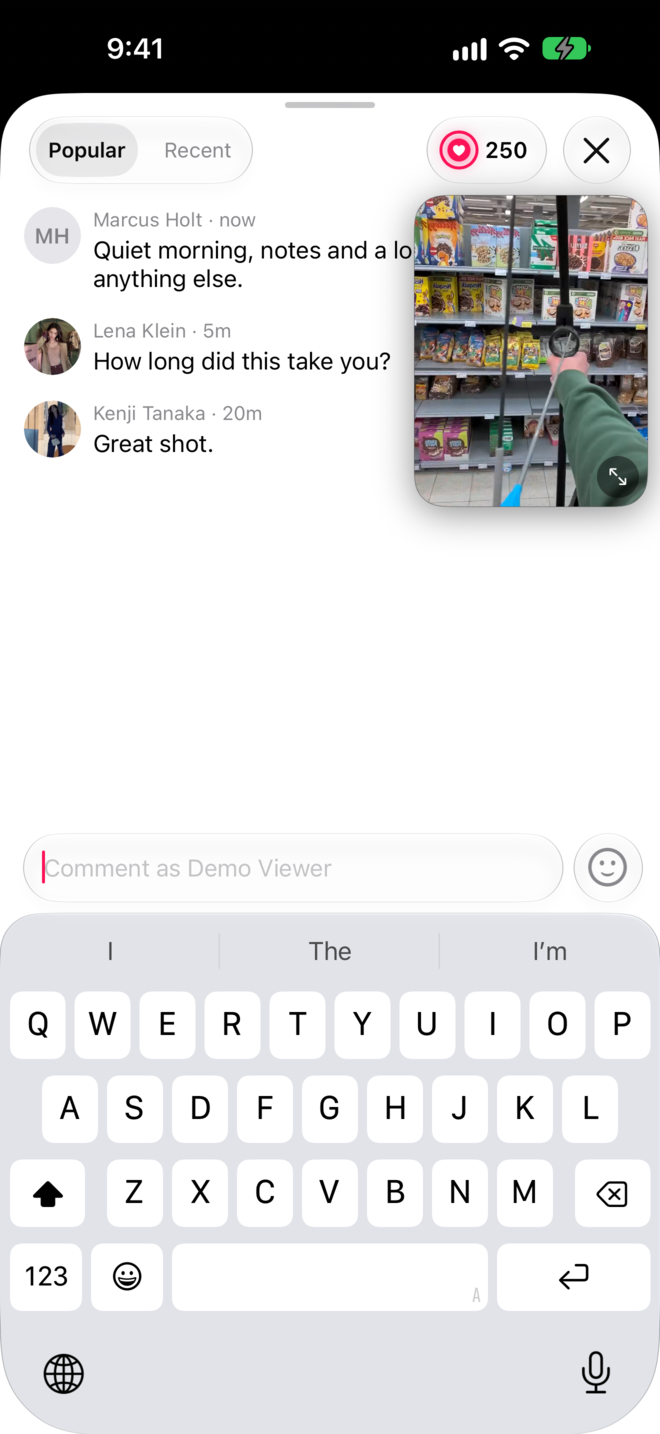 9:41
Popular
Recent
250
MH
Marcus Holt · now
Quiet morning, notes and a lo
anything else.
Lena Klein · 5m
How long did this take you?
Kenji Tanaka · 20m
Great shot.
Comment as Demo Viewer
I
The
I'm
Q W E R T Y U I O P
A S D F G H J K L
Z X C V B N M
123
A